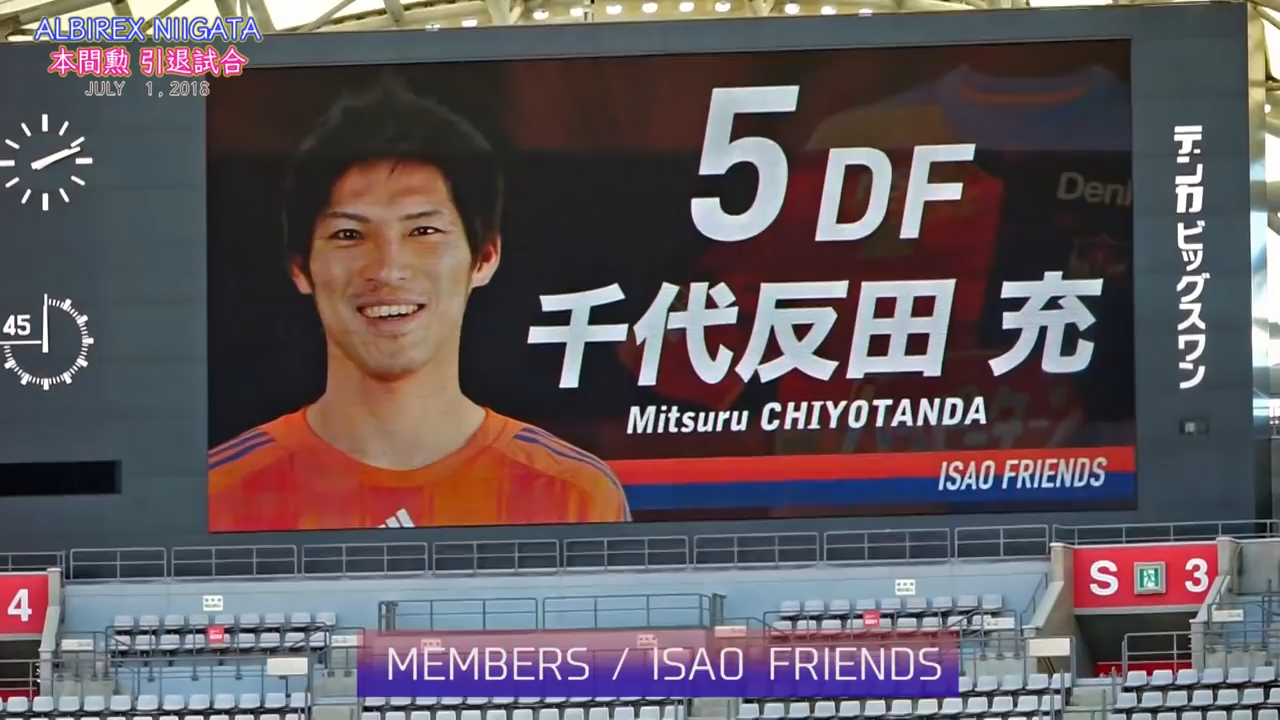 ALBIREX NIIGATA
本間勲 引退試合
JULY 1, 2018
5 DF
千代反田 充
Mitsuru CHIYOTANDA
ISAO FRIENDS
デンカビッグスワン
45
4
S 3
MEMBERS / ISAO FRIENDS